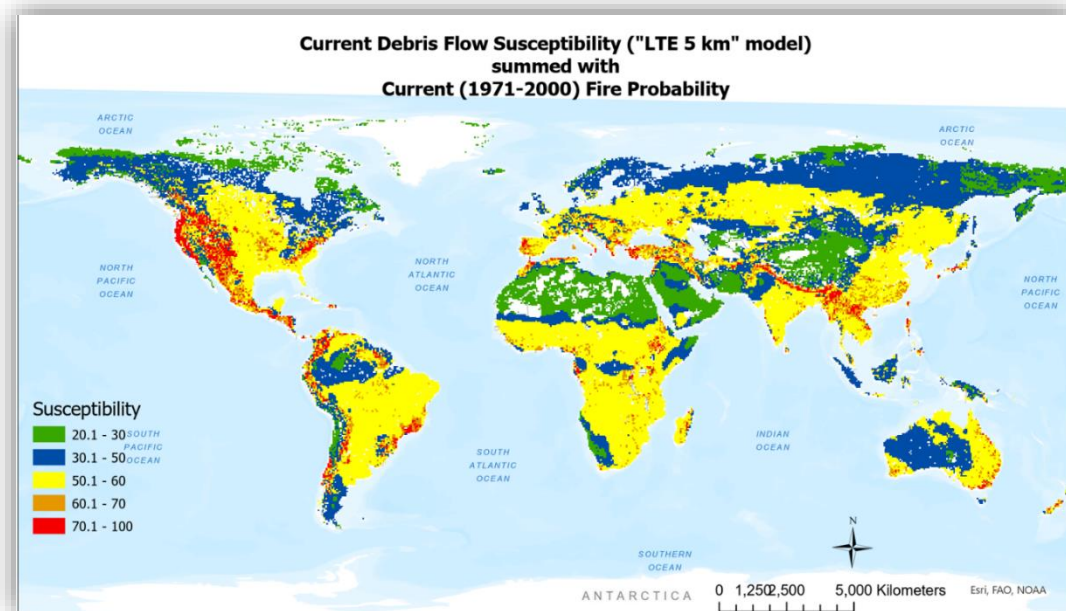 Current Debris Flow Susceptibility ("LTE 5 km" model)
summed with
Current (1971-2000) Fire Probability
ARCTIC
OCEAN
ARCTIC
OCEAN
NORTH
PACIFIC
OCEAN
NORTH
ATLANTIC
OCEAN
NORTH
PACIFIC
OCEAN
Susceptibility
20.1 - 30
30.1 - 50
50.1 - 60
60.1 - 70
70.1 - 100
SOUTH
PACIFIC
OCEAN
SOUTH
ATLANTIC
OCEAN
INDIAN
OCEAN
N
SOUTHERN
OCEAN
ANTARCTICA
0 1,250 2,500 5,000 Kilometers
Esri, FAO, NOAA